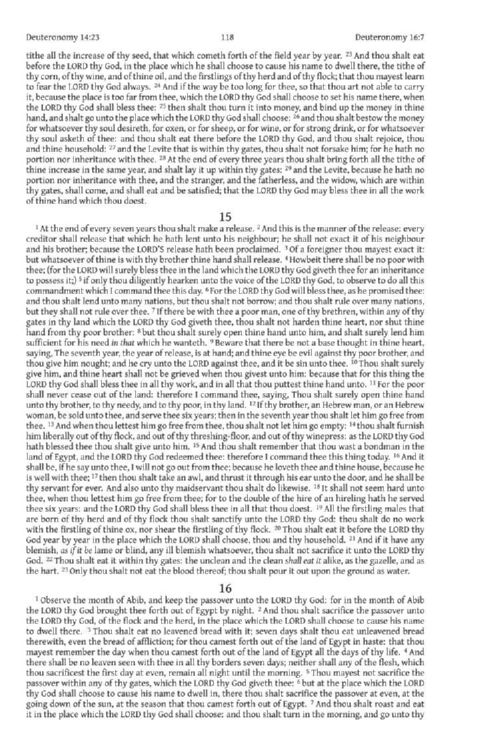 Deuteronomy 14:23 118 Deuteronomy 16:7
tithe all the increase of thy seed, that which cometh forth of the field year by year. 23 And thou shalt eat
before the LORD thy God, in the place which he shall choose to cause his name to dwell there, the tithe of
thy corn, of thy wine, and of thine oil, and the firstlings of thy herd and of thy flock; that thou mayest learn
to fear the LORD thy God always. 24 And if the way be too long for thee, so that thou art not able to carry
it, because the place is too far from thee, which the LORD thy God shall choose to set his name there, when
the LORD thy God shall bless thee: 25 then shalt thou turn it into money, and bind up the money in thine
hand, and shalt go unto the place which the LORD thy God shall choose: 26 and thou shalt bestow the money
for whatsoever thy soul desireth, for oxen, or for sheep, or for wine, or for strong drink, or for whatsoever
thy soul asketh of thee: and thou shalt eat there before the LORD thy God, and thou shalt rejoice, thou
and thine household: 27 and the Levite that is within thy gates, thou shalt not forsake him; for he hath no
portion nor inheritance with thee. 28 At the end of every three years thou shalt bring forth all the tithe of
thine increase in the same year, and shalt lay it up within thy gates: 29 and the Levite, because he hath no
portion nor inheritance with thee, and the stranger, and the fatherless, and the widow, which are within
thy gates, shall come, and shall eat and be satisfied; that the LORD thy God may bless thee in all the work
of thine hand which thou doest.
15
1 At the end of every seven years thou shalt make a release. 2 And this is the manner of the release: every
creditor shall release that which he hath lent unto his neighbour; he shall not exact it of his neighbour
and his brother; because the LORD'S release hath been proclaimed. 3 Of a foreigner thou mayest exact it:
but whatsoever of thine is with thy brother thine hand shall release. 4 Howbeit there shall be no poor with
thee; (for the LORD will surely bless thee in the land which the LORD thy God giveth thee for an inheritance
to possess it;) 5 if only thou diligently hearken unto the voice of the LORD thy God, to observe to do all this
commandment which I command thee this day. 6 For the LORD thy God will bless thee, as he promised thee:
and thou shalt lend unto many nations, but thou shalt not borrow; and thou shalt rule over many nations,
but they shall not rule over thee. 7 If there be with thee a poor man, one of thy brethren, within any of thy
gates in thy land which the LORD thy God giveth thee, thou shalt not harden thine heart, nor shut thine
hand from thy poor brother: 8 but thou shalt surely open thine hand unto him, and shalt surely lend him
sufficient for his need in that which he wanteth. 9 Beware that there be not a base thought in thine heart,
saying, The seventh year, the year of release, is at hand; and thine eye be evil against thy poor brother, and
thou give him nought; and he cry unto the LORD against thee, and it be sin unto thee. 10 Thou shalt surely
give him, and thine heart shall not be grieved when thou givest unto him: because that for this thing the
LORD thy God shall bless thee in all thy work, and in all that thou puttest thine hand unto. 11 For the poor
shall never cease out of the land: therefore I command thee, saying, Thou shalt surely open thine hand
unto thy brother, to thy needy, and to thy poor, in thy land. 12 If thy brother, an Hebrew man, or an Hebrew
woman, be sold unto thee, and serve thee six years; then in the seventh year thou shalt let him go free from
thee. 13 And when thou lettest him go free from thee, thou shalt not let him go empty: 14 thou shalt furnish
him liberally out of thy flock, and out of thy threshing-floor, and out of thy winepress: as the LORD thy God
hath blessed thee thou shalt give unto him. 15 And thou shalt remember that thou wast a bondman in the
land of Egypt, and the LORD thy God redeemed thee: therefore I command thee this thing today. 16 And it
shall be, if he say unto thee, I will not go out from thee; because he loveth thee and thine house, because he
is well with thee; 17 then thou shalt take an awl, and thrust it through his ear unto the door, and he shall be
thy servant for ever. And also unto thy maidservant thou shalt do likewise. 18 It shall not seem hard unto
thee, when thou lettest him go free from thee; for to the double of the hire of an hireling hath he served
thee six years: and the LORD thy God shall bless thee in all that thou doest. 19 All the firstling males that
are born of thy herd and of thy flock thou shalt sanctify unto the LORD thy God: thou shalt do no work
with the firstling of thine ox, nor shear the firstling of thy flock. 20 Thou shalt eat it before the LORD thy
God year by year in the place which the LORD shall choose, thou and thy household. 21 And if it have any
blemish, as if it be lame or blind, any ill blemish whatsoever, thou shalt not sacrifice it unto the LORD thy
God. 22 Thou shalt eat it within thy gates: the unclean and the clean shall eat it alike, as the gazelle, and as
the hart. 23 Only thou shalt not eat the blood thereof; thou shalt pour it out upon the ground as water.
16
1 Observe the month of Abib, and keep the passover unto the LORD thy God: for in the month of Abib
the LORD thy God brought thee forth out of Egypt by night. 2 And thou shalt sacrifice the passover unto
the LORD thy God, of the flock and the herd, in the place which the LORD shall choose to cause his name
to dwell there. 3 Thou shalt eat no leavened bread with it; seven days shalt thou eat unleavened bread
therewith, even the bread of affliction; for thou camest forth out of the land of Egypt in haste: that thou
mayest remember the day when thou camest forth out of the land of Egypt all the days of thy life. 4 And
there shall be no leaven seen with thee in all thy borders seven days; neither shall any of the flesh, which
thou sacrificest the first day at even, remain all night until the morning. 5 Thou mayest not sacrifice the
passover within any of thy gates, which the LORD thy God giveth thee: 6 but at the place which the LORD
thy God shall choose to cause his name to dwell in, there thou shalt sacrifice the passover at even, at the
going down of the sun, at the season that thou camest forth out of Egypt. 7 And thou shalt roast and eat
it in the place which the LORD thy God shall choose: and thou shalt turn in the morning, and go unto thy